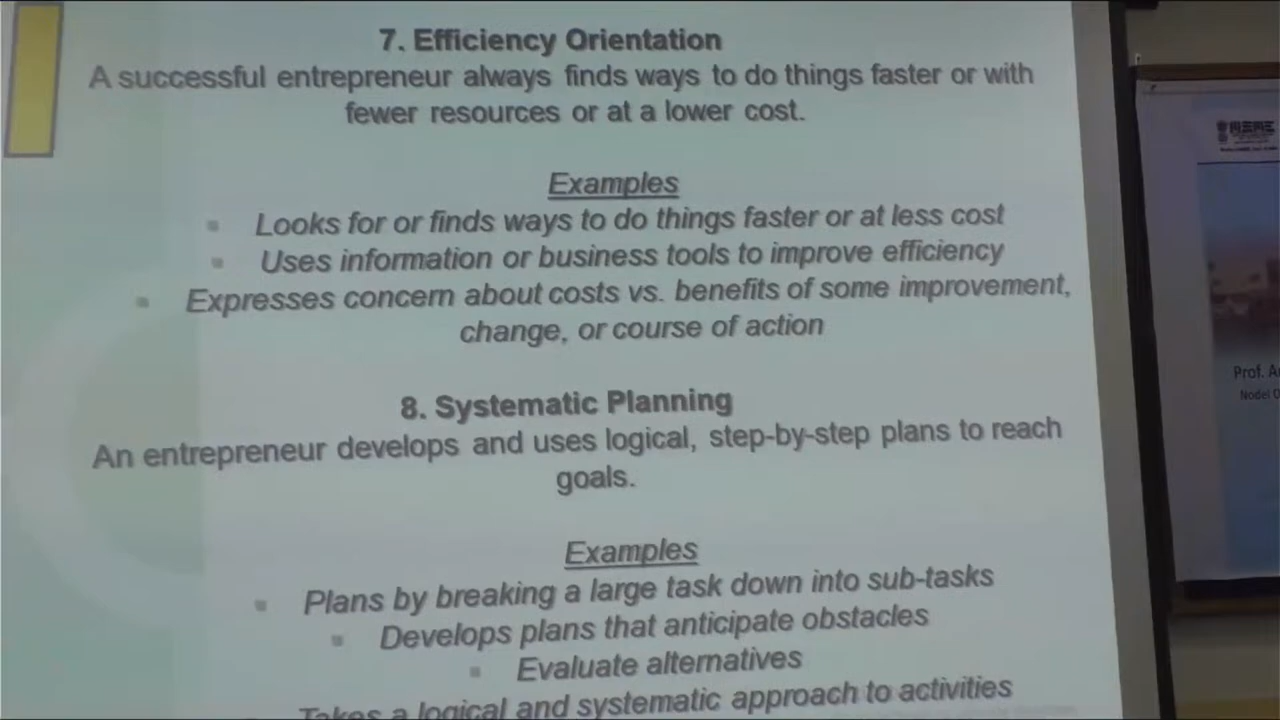 7. Efficiency Orientation
A successful entrepreneur always finds ways to do things faster or with
fewer resources or at a lower cost.
Examples
Looks for or finds ways to do things faster or at less cost
Uses information or business tools to improve efficiency
Expresses concern about costs vs. benefits of some improvement,
change, or course of action
8. Systematic Planning
An entrepreneur develops and uses logical, step-by-step plans to reach
goals.
Examples
Plans by breaking a large task down into sub-tasks
Develops plans that anticipate obstacles
Evaluate alternatives
Takes a logical and systematic approach to activities
Prof.
Nodel